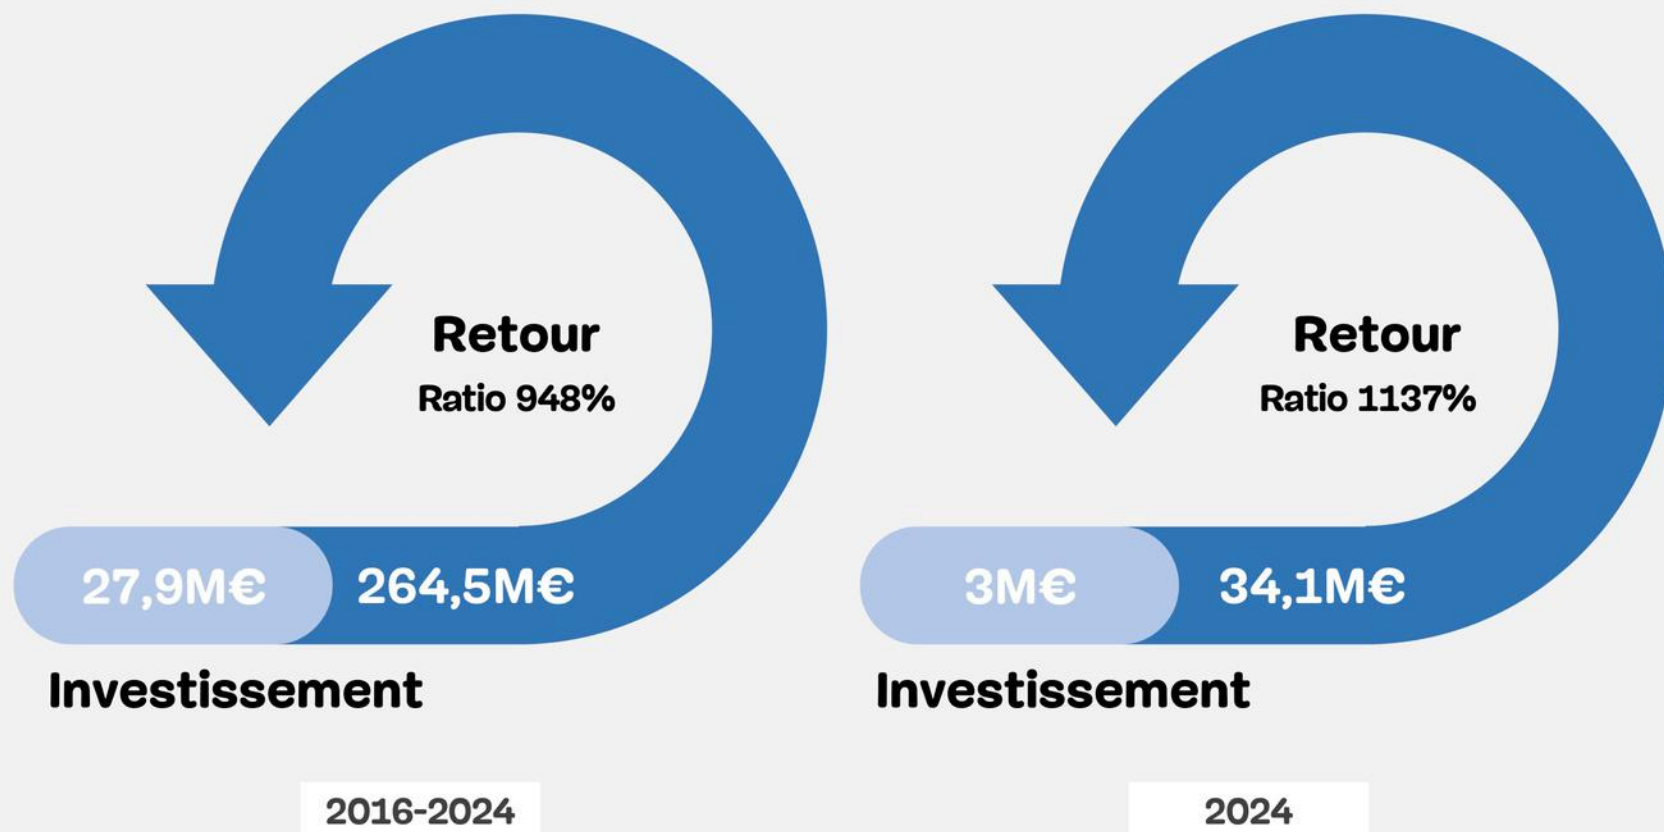 Retour
Ratio 948%
27,9M€ 264,5M€
Investissement
2016-2024
Retour
Ratio 1137%
3M€ 34,1M€
Investissement
2024